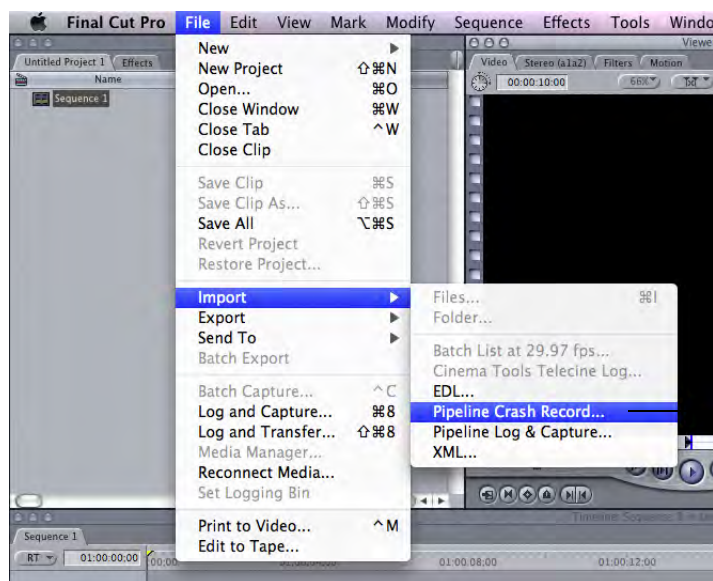 Final Cut Pro File Edit View Mark Modify Sequence Effects Tools Windo
Untitled Project 1 Effects
Name
Sequence 1
New
New Project ⇧⌘N
Open... ⌘O
Close Window ⌘W
Close Tab ^W
Close Clip
Save Clip ⌘S
Save Clip As... ⇧⌘S
Save All ⌥⌘S
Revert Project
Restore Project...
Import
Export
Send To
Batch Export
Batch Capture... ^C
Log and Capture... ⌘8
Log and Transfer... ⇧⌘8
Media Manager...
Reconnect Media...
Set Logging Bin
Print to Video... ^M
Edit to Tape...
Files... ⌘I
Folder...
Batch List at 29.97 fps...
Cinema Tools Telecine Log...
EDL...
Pipeline Crash Record...
Pipeline Log & Capture...
XML...
Viewe
Video Stereo (a1a2) Filters Motion
00:00:10:00 66%
Sequence 1
RT 01:00:00:00 00:00 01:00:08:00 01:00:12:00